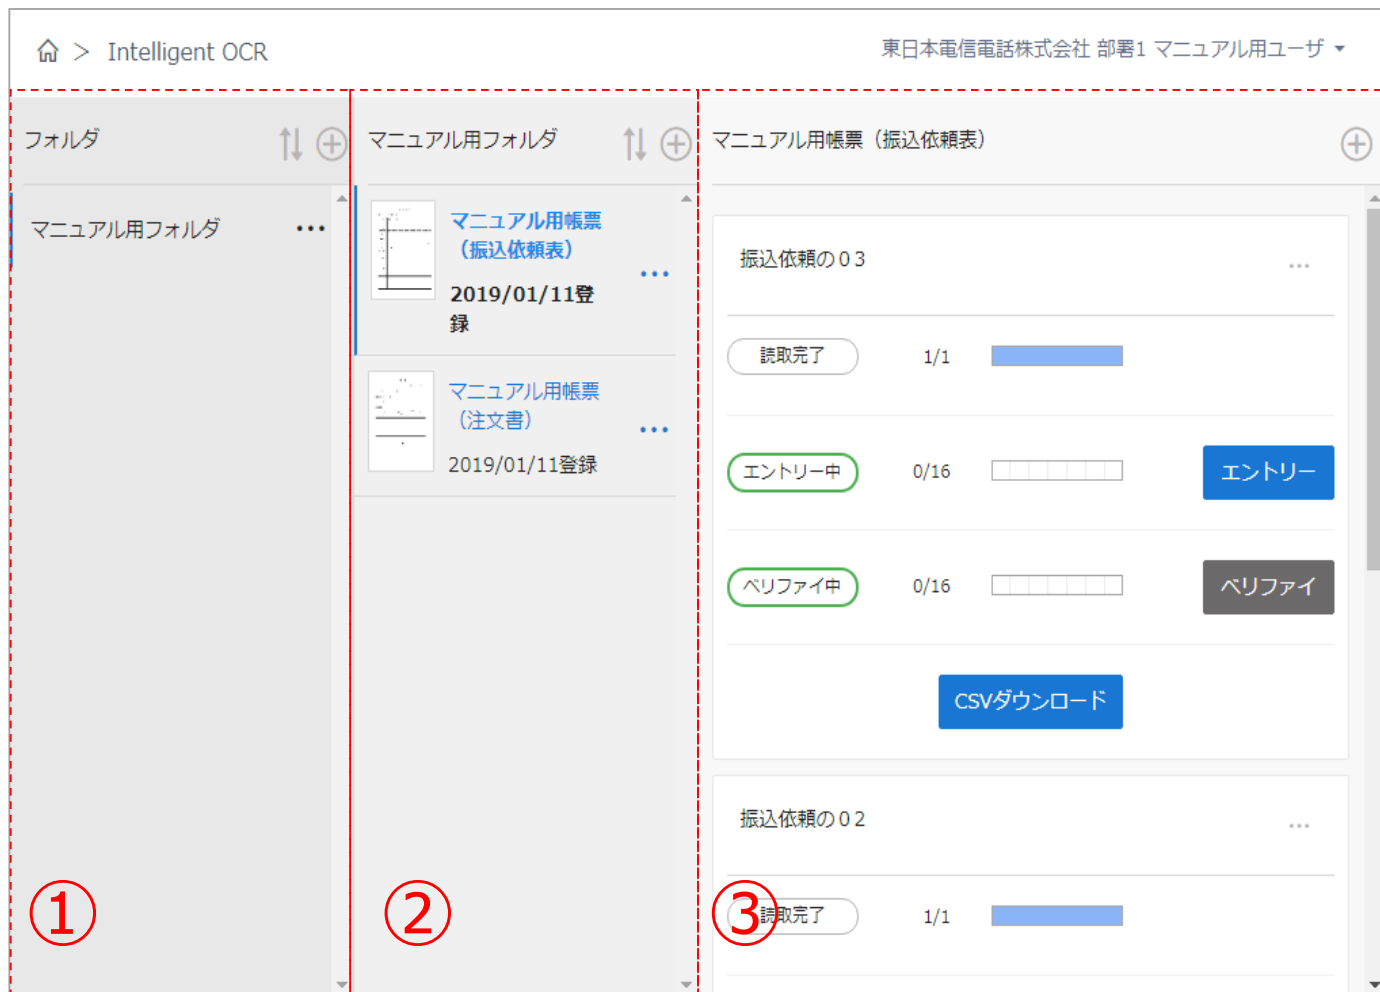 > Intelligent OCR
東日本電信電話株式会社 部署1 マニュアル用ユーザ
フォルダ
マニュアル用フォルダ
①
マニュアル用フォルダ
マニュアル用帳票
（振込依頼表）
2019/01/11登
録
マニュアル用帳票
（注文書）
2019/01/11登録
②
マニュアル用帳票（振込依頼表）
振込依頼の０３
読取完了 1/1
エントリー中 0/16 エントリー
ベリファイ中 0/16 ベリファイ
CSVダウンロード
振込依頼の０２
読取完了 1/1
③